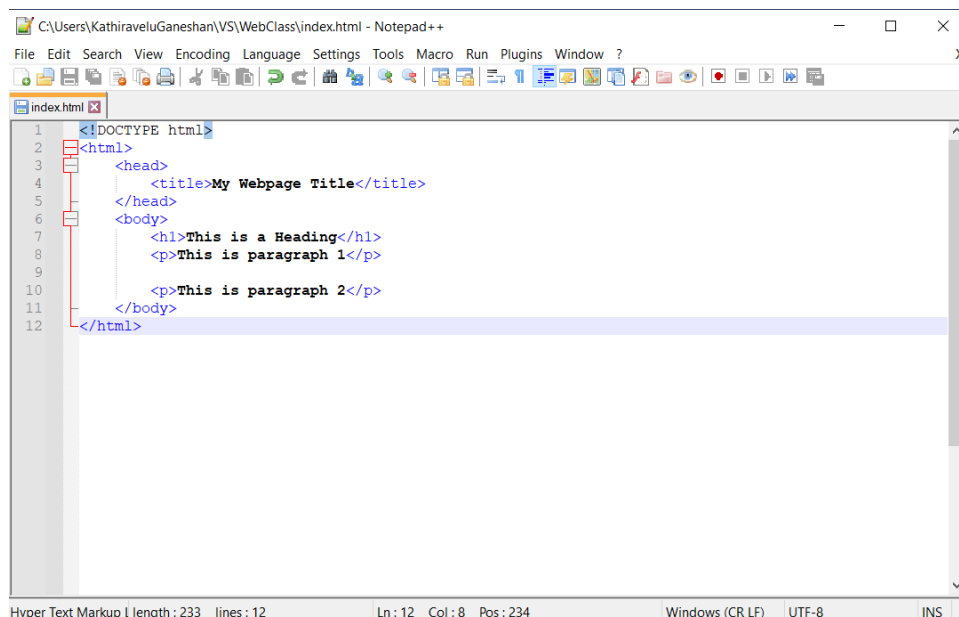 C:\Users\KathiraveluGaneshan\VS\WebClass\index.html - Notepad++
File Edit Search View Encoding Language Settings Tools Macro Run Plugins Window ?
index.html
1 <!DOCTYPE html>
2 <html>
3 <head>
4 <title>My Webpage Title</title>
5 </head>
6 <body>
7 <h1>This is a Heading</h1>
8 <p>This is paragraph 1</p>
9
10 <p>This is paragraph 2</p>
11 </body>
12 </html>
Hyper Text Markup L length : 233 lines : 12 Ln : 12 Col : 8 Pos : 234 Windows (CR LF) UTF-8 INS